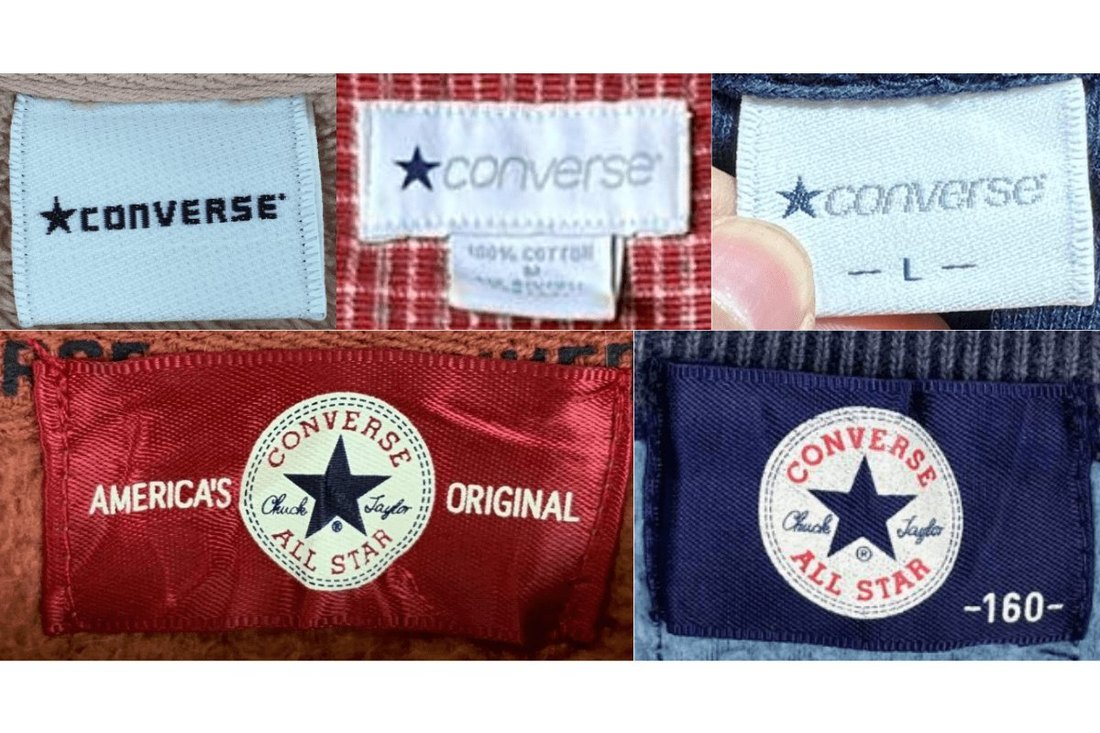 ★CONVERSE
★converse
100% COTTON
M
★converse
— L —
CONVERSE
AMERICA'S
Chuck Taylor
ORIGINAL
®
ALL STAR
CONVERSE
Chuck Taylor
®
ALL STAR
-160-